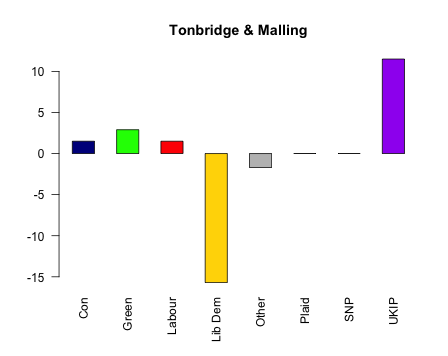 Tonbridge & Malling
10
5
0
-5
-10
-15
Con
Green
Labour
Lib Dem
Other
Plaid
SNP
UKIP